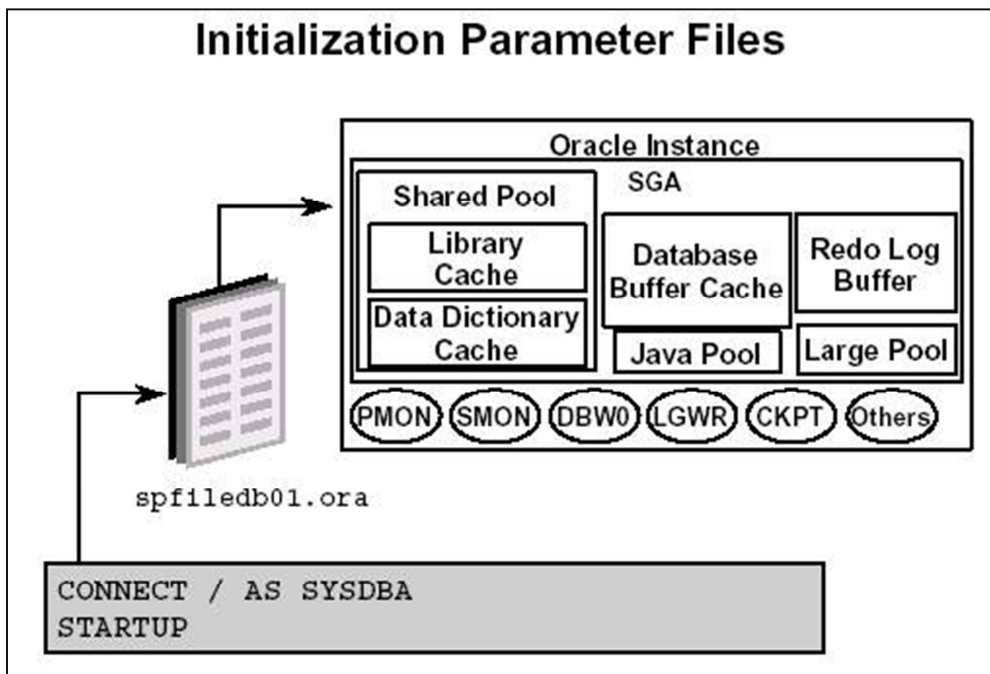 Initialization Parameter Files
Oracle Instance
SGA
Shared Pool
Library
Cache
Data Dictionary
Cache
Database
Buffer Cache
Redo Log
Buffer
Java Pool
Large Pool
PMON
SMON
DBW0
LGWR
CKPT
Others
spfiledb01.ora
CONNECT / AS SYSDBA
STARTUP